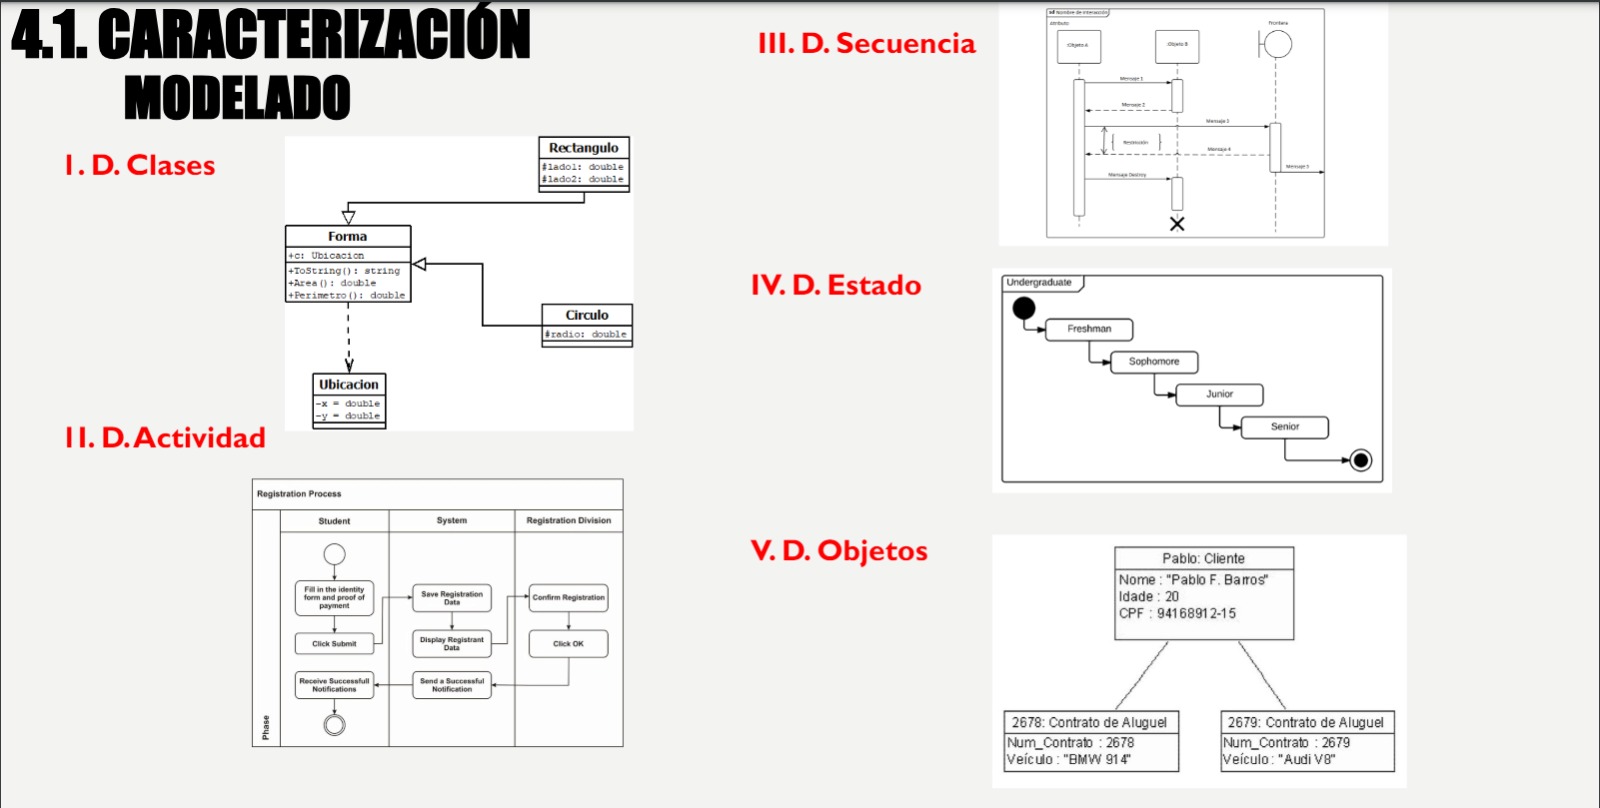 4.1. CARACTERIZACIÓN
MODELADO
I. D. Clases
Rectangulo
#lado1: double
#lado2: double
Forma
+c: Ubicacion
+ToString(): string
+Area(): double
+Perimetro(): double
Circulo
#radio: double
Ubicacion
-x = double
-y = double
II. D. Actividad
Registration Process
Student
System
Registration Division
Fill in the identity
form and proof of
payment
Save Registration
Data
Confirm Registration
Click Submit
Display Registrant
Data
Click OK
Receive Successfull
Notifications
Send a Successful
Notification
Phase
III. D. Secuencia
sd Nombre de interacción
Atributo
Frontera
:Objeto A
:Objeto B
Mensaje 1
Mensaje 2
Mensaje 3
Restricción
Mensaje 4
Mensaje 5
Mensaje Destroy
IV. D. Estado
Undergraduate
Freshman
Sophomore
Junior
Senior
V. D. Objetos
Pablo: Cliente
Nome : "Pablo F. Barros"
Idade : 20
CPF : 94168912-15
2678: Contrato de Aluguel
Num_Contrato : 2678
Veículo : "BMW 914"
2679: Contrato de Aluguel
Num_Contrato : 2679
Veículo : "Audi V8"